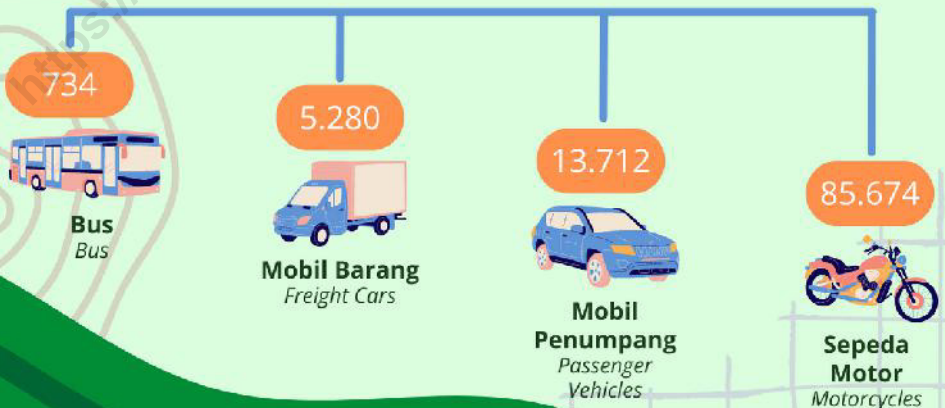 https:/
734
Bus
Bus
5.280
Mobil Barang
Freight Cars
13.712
Mobil
Penumpang
Passenger
Vehicles
85.674
Sepeda
Motor
Motorcycles